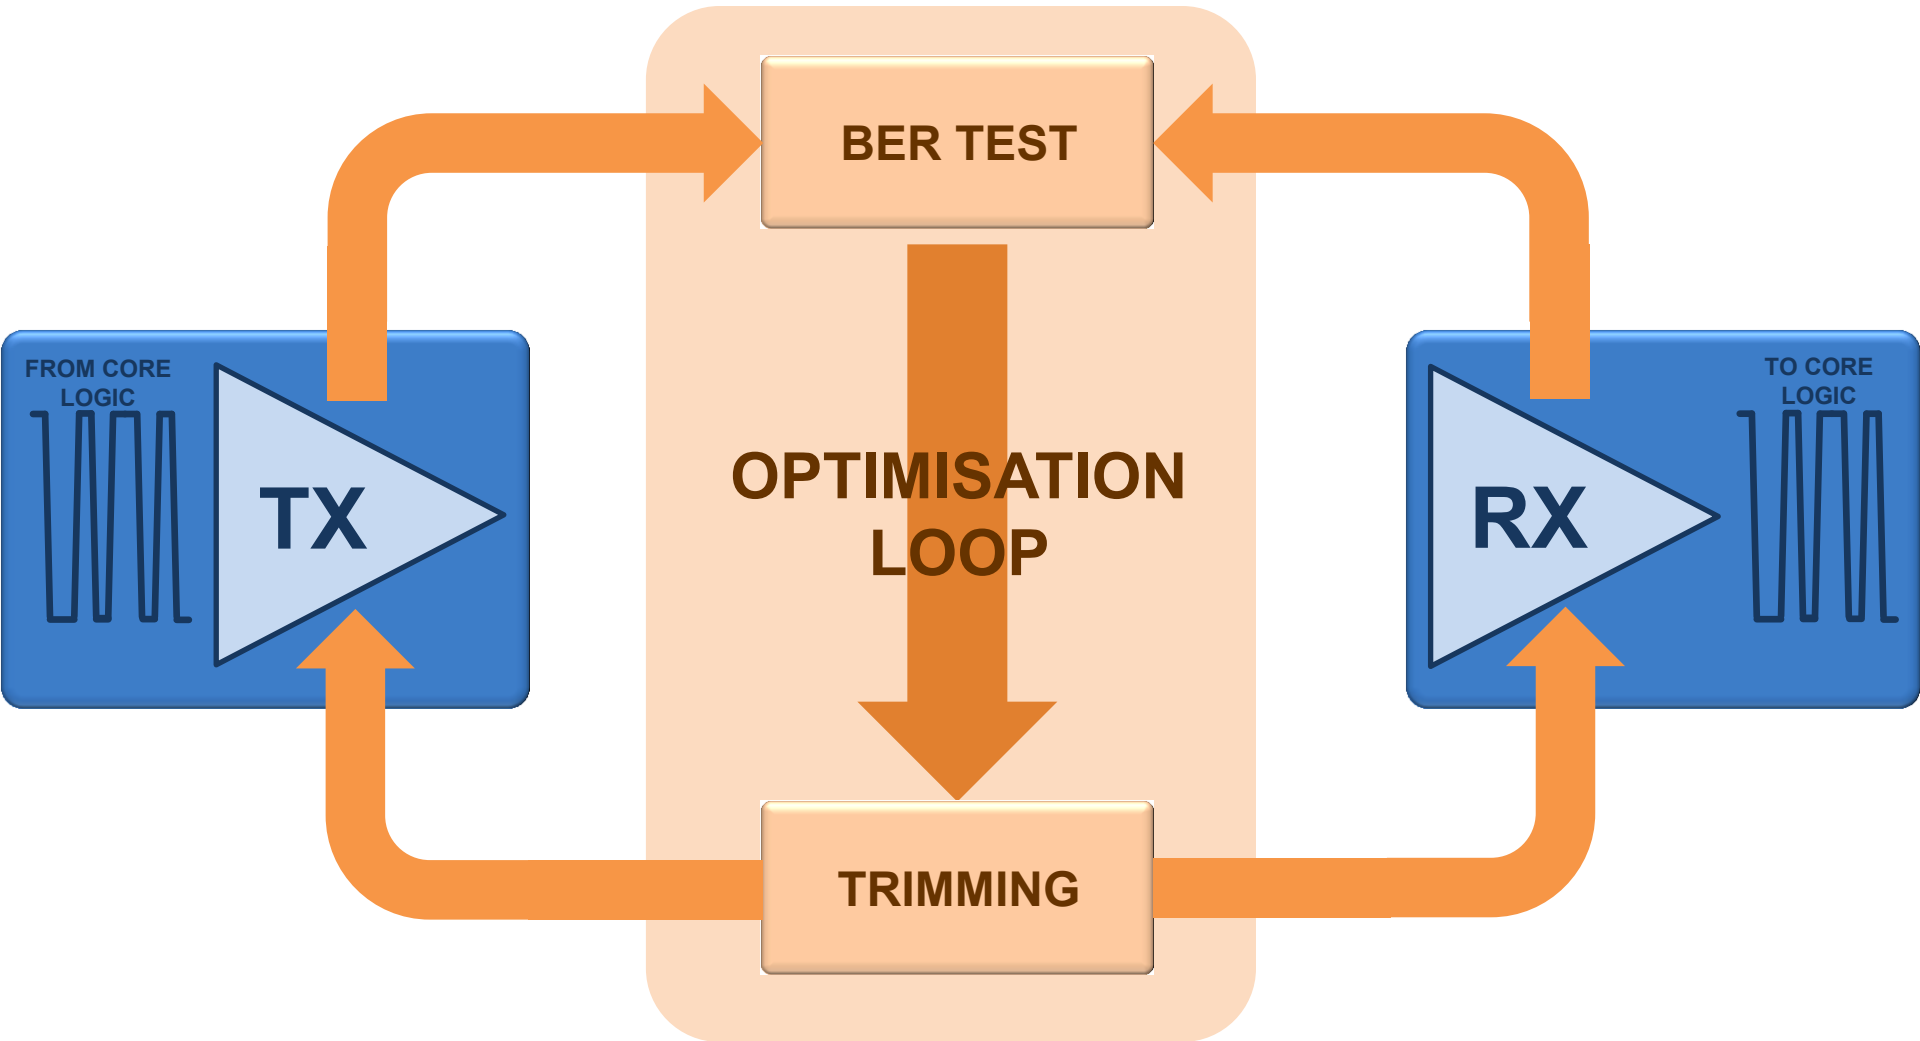 BER TEST
FROM CORE
LOGIC
TX
OPTIMISATION
LOOP
TO CORE
LOGIC
RX
TRIMMING